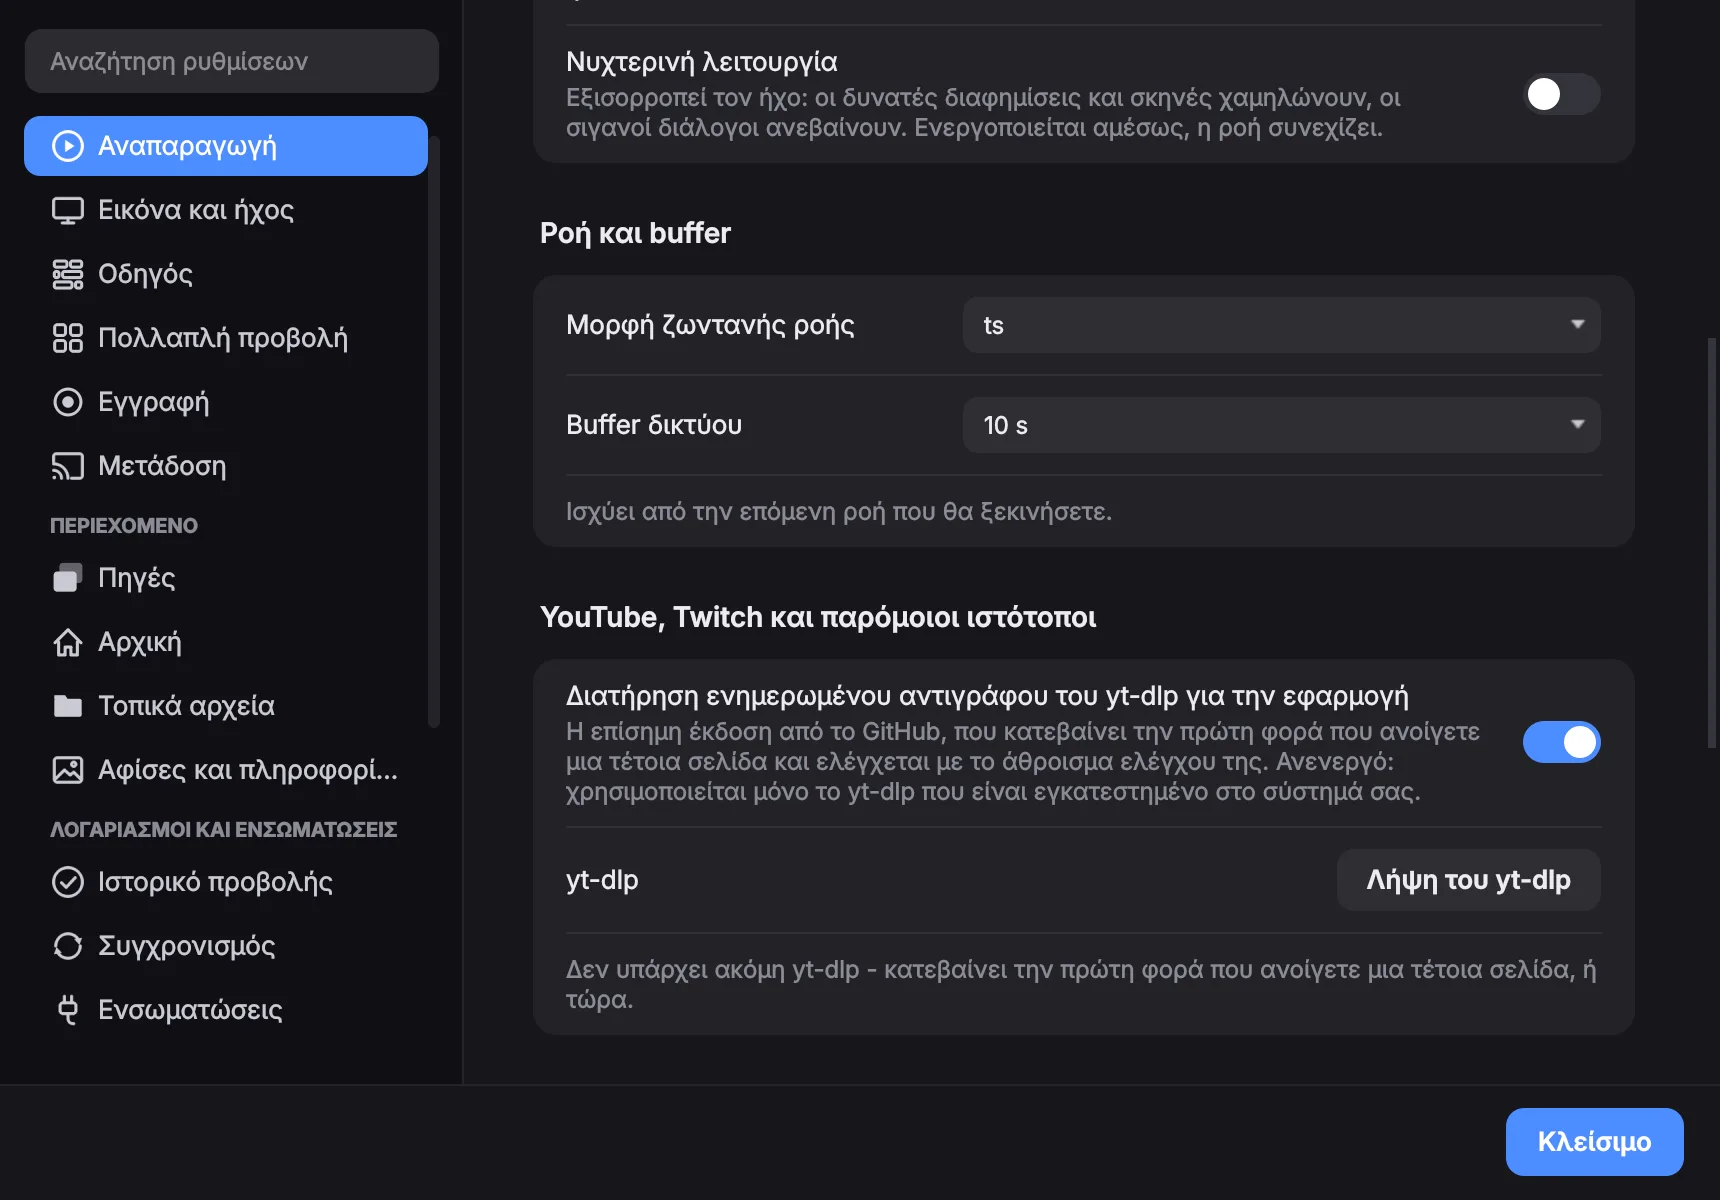 Αναζήτηση ρυθμίσεων
Αναπαραγωγή
Εικόνα και ήχος
Οδηγός
Πολλαπλή προβολή
Εγγραφή
Μετάδοση
ΠΕΡΙΕΧΟΜΕΝΟ
Πηγές
Αρχική
Τοπικά αρχεία
Αφίσες και πληροφορί...
ΛΟΓΑΡΙΑΣΜΟΙ ΚΑΙ ΕΝΣΩΜΑΤΩΣΕΙΣ
Ιστορικό προβολής
Συγχρονισμός
Ενσωματώσεις
Νυχτερινή λειτουργία
Εξισορροπεί τον ήχο: οι δυνατές διαφημίσεις και σκηνές χαμηλώνουν, οι
σιγανοί διάλογοι ανεβαίνουν. Ενεργοποιείται αμέσως, η ροή συνεχίζει.
Ροή και buffer
Μορφή ζωντανής ροής
ts
Buffer δικτύου
10 s
Ισχύει από την επόμενη ροή που θα ξεκινήσετε.
YouTube, Twitch και παρόμοιοι ιστότοποι
Διατήρηση ενημερωμένου αντιγράφου του yt-dlp για την εφαρμογή
Η επίσημη έκδοση από το GitHub, που κατεβαίνει την πρώτη φορά που ανοίγετε
μια τέτοια σελίδα και ελέγχεται με το άθροισμα ελέγχου της. Ανενεργό:
χρησιμοποιείται μόνο το yt-dlp που είναι εγκατεστημένο στο σύστημά σας.
yt-dlp
Λήψη του yt-dlp
Δεν υπάρχει ακόμη yt-dlp - κατεβαίνει την πρώτη φορά που ανοίγετε μια τέτοια σελίδα, ή
τώρα.
Κλείσιμο